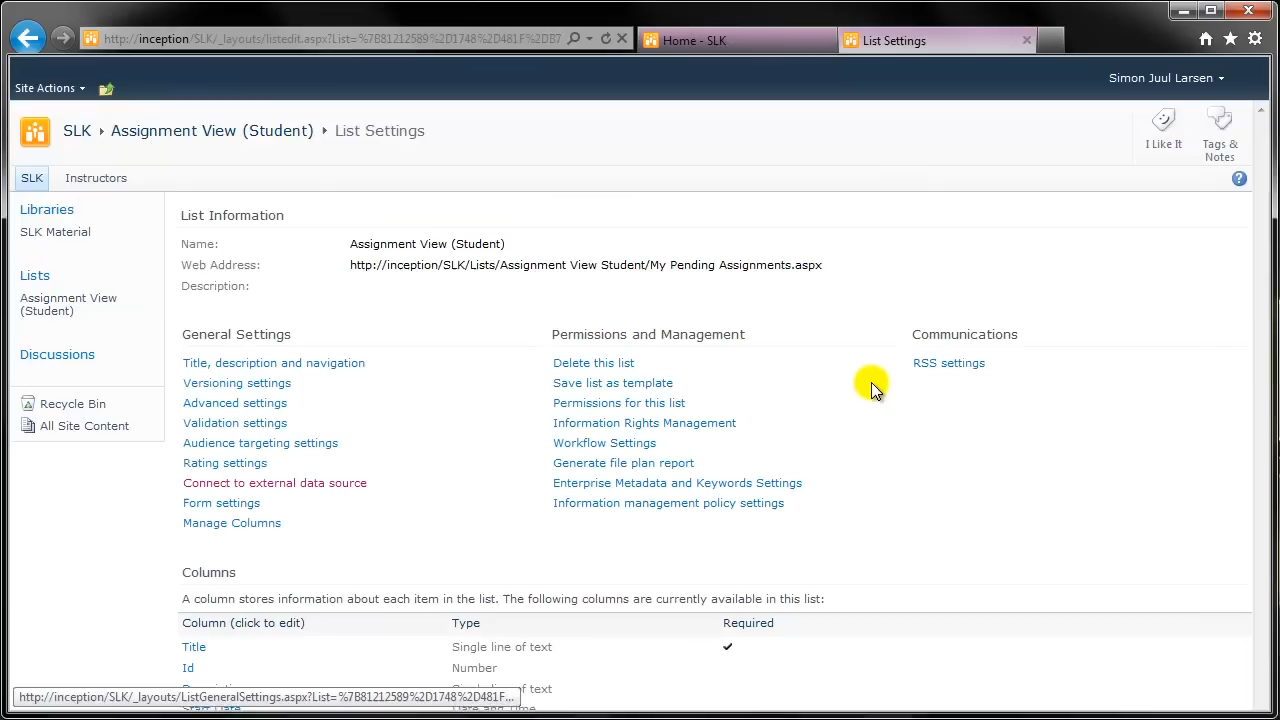 http://inception/SLK/_layouts/listedit.aspx?List=%7B81212589%2D1748%2D481F%2DB7
Home - SLK
List Settings
Site Actions
Simon Juul Larsen
SLK
Assignment View (Student)
List Settings
I Like It
Tags &
Notes
SLK
Instructors
Libraries
SLK Material
Lists
Assignment View
(Student)
Discussions
Recycle Bin
All Site Content
List Information
Name:
Assignment View (Student)
Web Address:
http://inception/SLK/Lists/Assignment View Student/My Pending Assignments.aspx
Description:
General Settings
Title, description and navigation
Versioning settings
Advanced settings
Validation settings
Audience targeting settings
Rating settings
Connect to external data source
Form settings
Manage Columns
Permissions and Management
Delete this list
Save list as template
Permissions for this list
Information Rights Management
Workflow Settings
Generate file plan report
Enterprise Metadata and Keywords Settings
Information management policy settings
Communications
RSS settings
Columns
A column stores information about each item in the list. The following columns are currently available in this list:
Column (click to edit)
Type
Required
Title
Single line of text
Id
Number
Single line of text
Start Date
Date and Time
http://inception/SLK/_layouts/ListGeneralSettings.aspx?List=%7B81212589%2D1748%2D481F...